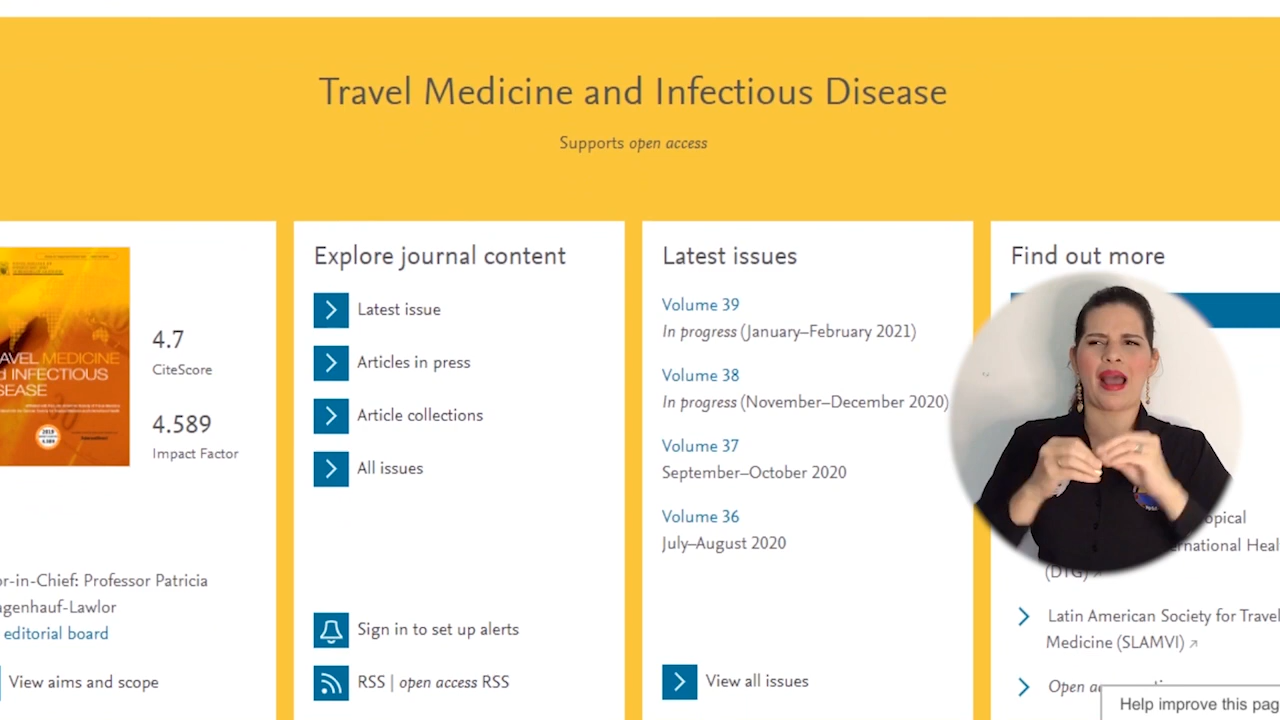 Travel Medicine and Infectious Disease
Supports open access
AVEL MEDICINE
d INFECTIOUS
SEASE
4.7
CiteScore
4.589
Impact Factor
or-in-Chief: Professor Patricia
agenhauf-Lawlor
editorial board
View aims and scope
Explore journal content
Latest issue
Articles in press
Article collections
All issues
Sign in to set up alerts
RSS | open access RSS
Latest issues
Volume 39
In progress (January–February 2021)
Volume 38
In progress (November–December 2020)
Volume 37
September–October 2020
Volume 36
July–August 2020
View all issues
Find out more
opical
ernational Heal
(DTG)
Latin American Society for Travel
Medicine (SLAMVI)
Open a
Help improve this pag